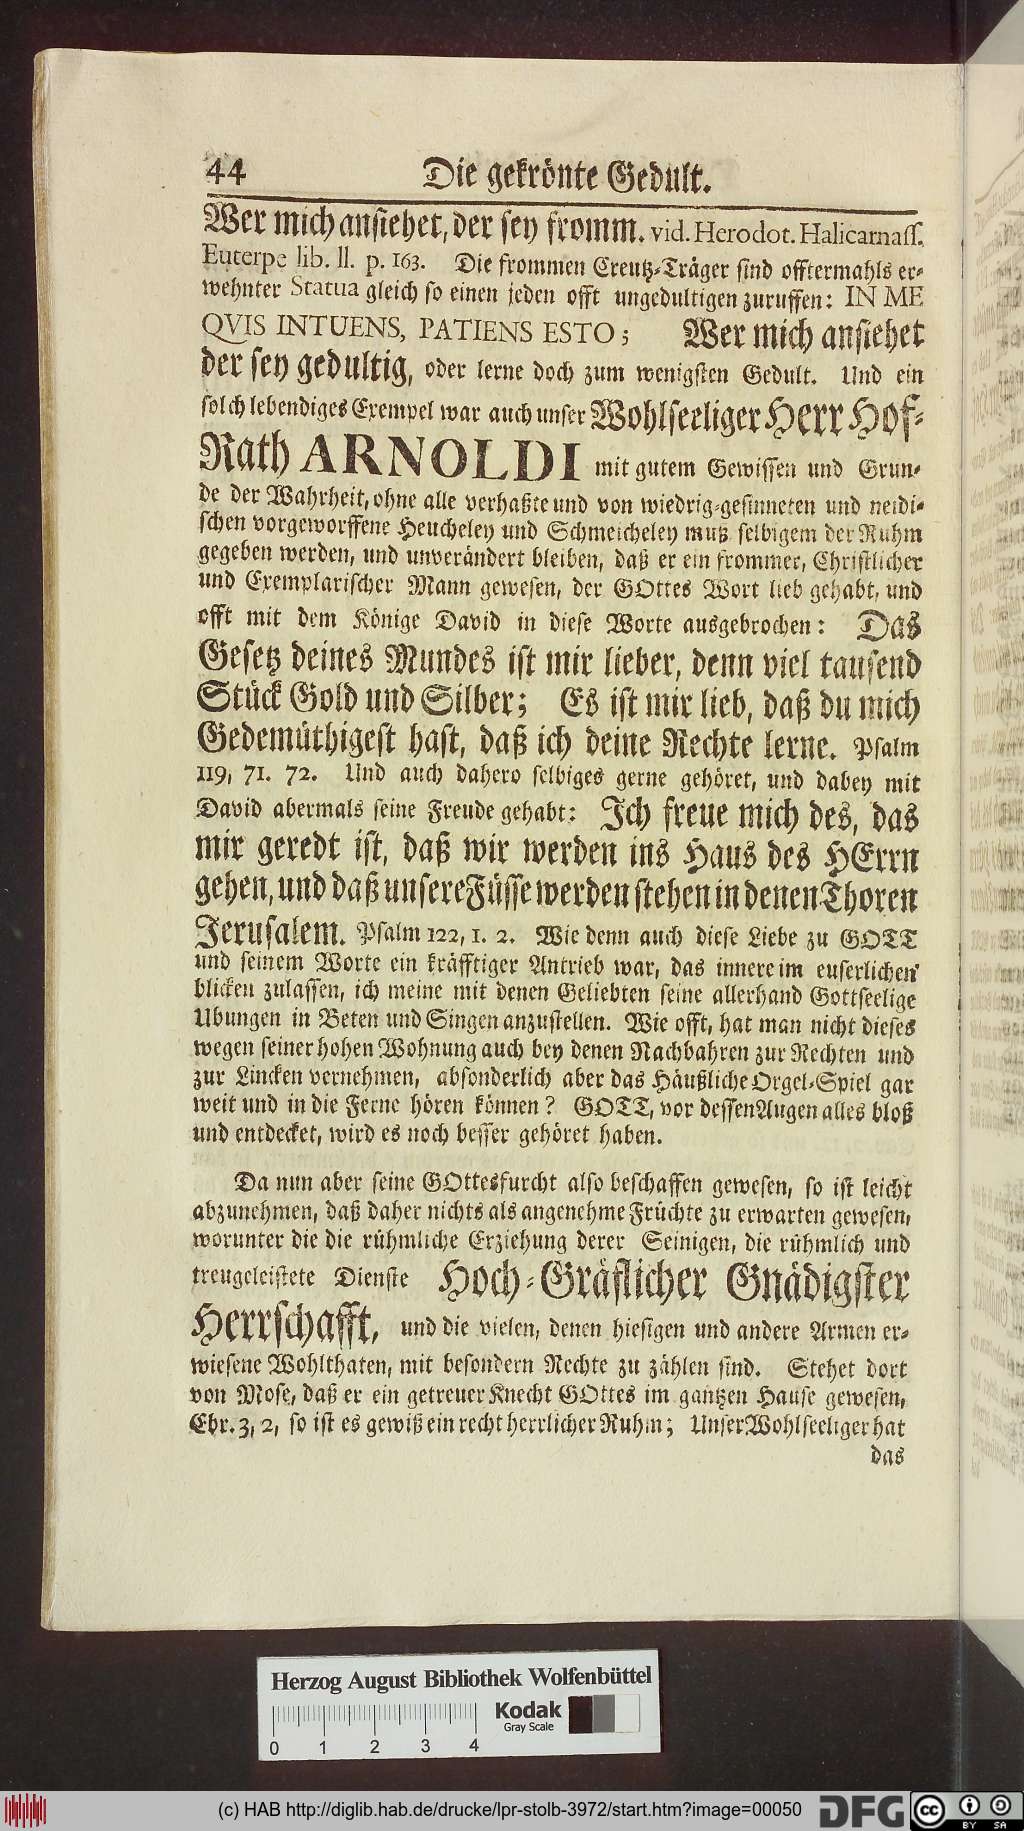 44 Die gekrönte Gedult.
Wer mich ansiehet, der sey fromm. vid. Herodot. Halicarnass.
Euterpe lib. ll. p. 163. Die frommen Creutz-Träger sind offtermahls er-
wehnter Statua gleich so einen jeden offt ungedultigen zuruffen: IN ME
QVIS INTUENS, PATIENS ESTO; Wer mich ansiehet
der sey gedultig, oder lerne doch zum wenigsten Gedult. Und ein
solch lebendiges Exempel war auch unser Wohlseeliger Herr Hof-
Rath ARNOLDI mit gutem Gewissen und Grun-
de der Wahrheit, ohne alle verhaßte und von wiedrig-gesinneten und neidi-
schen vorgeworffene Heucheley und Schmeicheley muß selbigem der Ruhm
gegeben werden, und unverändert bleiben, daß er ein frommer, Christlicher
und Exemplarischer Mann gewesen, der GOttes Wort lieb gehabt, und
offt mit dem Könige David in diese Worte ausgebrochen: Das
Gesetz deines Mundes ist mir lieber, denn viel tausend
Stück Gold und Silber; Es ist mir lieb, daß du mich
Gedemüthigest hast, daß ich deine Rechte lerne. Psalm
119, 71. 72. Und auch dahero selbiges gerne gehöret, und dabey mit
David abermals seine Freude gehabt: Ich freue mich des, das
mir geredt ist, daß wir werden ins Haus des HErrn
gehen, und daß unsere Füsse werden stehen in denen Thoren
Jerusalem. Psalm 122, 1. 2. Wie denn auch diese Liebe zu GOTT
und seinem Worte ein kräfftiger Antrieb war, das innere im euserlichen
blicken zulassen, ich meine mit denen Geliebten seine allerhand Gottseelige
Ubungen in Beten und Singen anzustellen. Wie offt, hat man nicht dieses
wegen seiner hohen Wohnung auch bey denen Nachbahren zur Rechten und
zur Lincken vernehmen, absonderlich aber das Häußliche Orgel-Spiel gar
weit und in die Ferne hören können? GOTT, vor dessen Augen alles bloß
und entdecket, wird es noch besser gehöret haben.
Da nun aber seine GOttesfurcht also beschaffen gewesen, so ist leicht
abzunehmen, daß daher nichts als angenehme Früchte zu erwarten gewesen,
worunter die die rühmliche Erziehung derer Seinigen, die rühmlich und
treugeleistete Dienste Hoch-Gräflicher Gnädigster
Herrschafft, und die vielen, denen hiesigen und andere Armen er-
wiesene Wohlthaten, mit besondern Rechte zu zählen sind. Stehet dort
von Mose, daß er ein getreuer Knecht GOttes im gantzen Hause gewesen,
Ebr. 3, 2, so ist es gewiß ein recht herrlicher Ruhm; Unser Wohlseeliger hat
das
Herzog August Bibliothek Wolfenbüttel
Kodak
Gray Scale
0 1 2 3 4
(c) HAB http://diglib.hab.de/drucke/lpr-stolb-3972/start.htm?image=00050 DFG cc BY SA